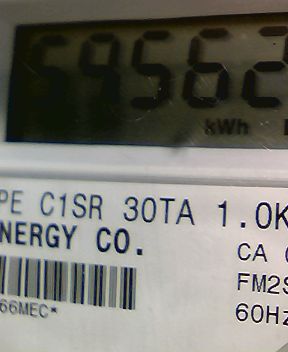 69562
kWh
PE C1SR 30TA 1.0K
NERGY CO.
CA
FM2S
66MEC*
60Hz